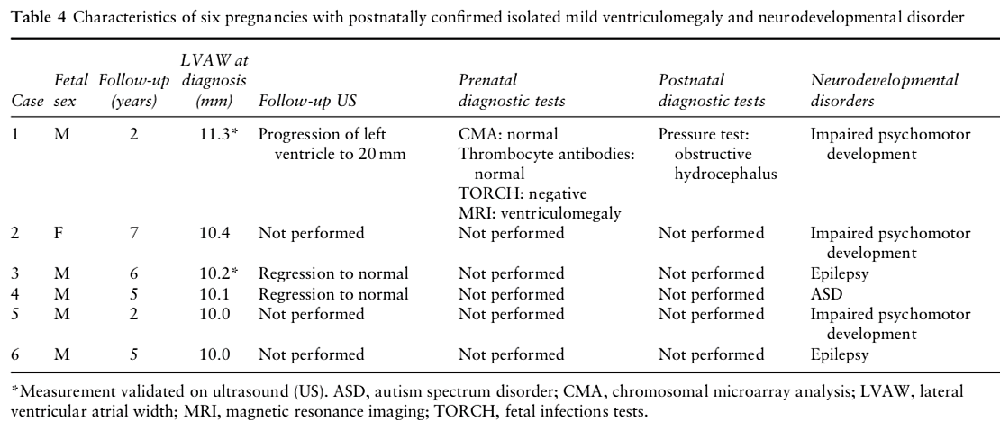 Table 4 Characteristics of six pregnancies with postnatally confirmed isolated mild ventriculomegaly and neurodevelopmental disorder
Case
Fetal sex
Follow-up (years)
LVAW at diagnosis (mm)
Follow-up US
Prenatal diagnostic tests
Postnatal diagnostic tests
Neurodevelopmental disorders
1 M 2 11.3* Progression of left CMA: normal Pressure test: Impaired psychomotor
ventricle to 20 mm Thrombocyte antibodies: obstructive development
normal hydrocephalus
TORCH: negative
MRI: ventriculomegaly
2 F 7 10.4 Not performed Not performed Not performed Impaired psychomotor
development
3 M 6 10.2* Regression to normal Not performed Not performed Epilepsy
4 M 5 10.1 Regression to normal Not performed Not performed ASD
5 M 2 10.0 Not performed Not performed Not performed Impaired psychomotor
development
6 M 5 10.0 Not performed Not performed Not performed Epilepsy
*Measurement validated on ultrasound (US). ASD, autism spectrum disorder; CMA, chromosomal microarray analysis; LVAW, lateral
ventricular atrial width; MRI, magnetic resonance imaging; TORCH, fetal infections tests.